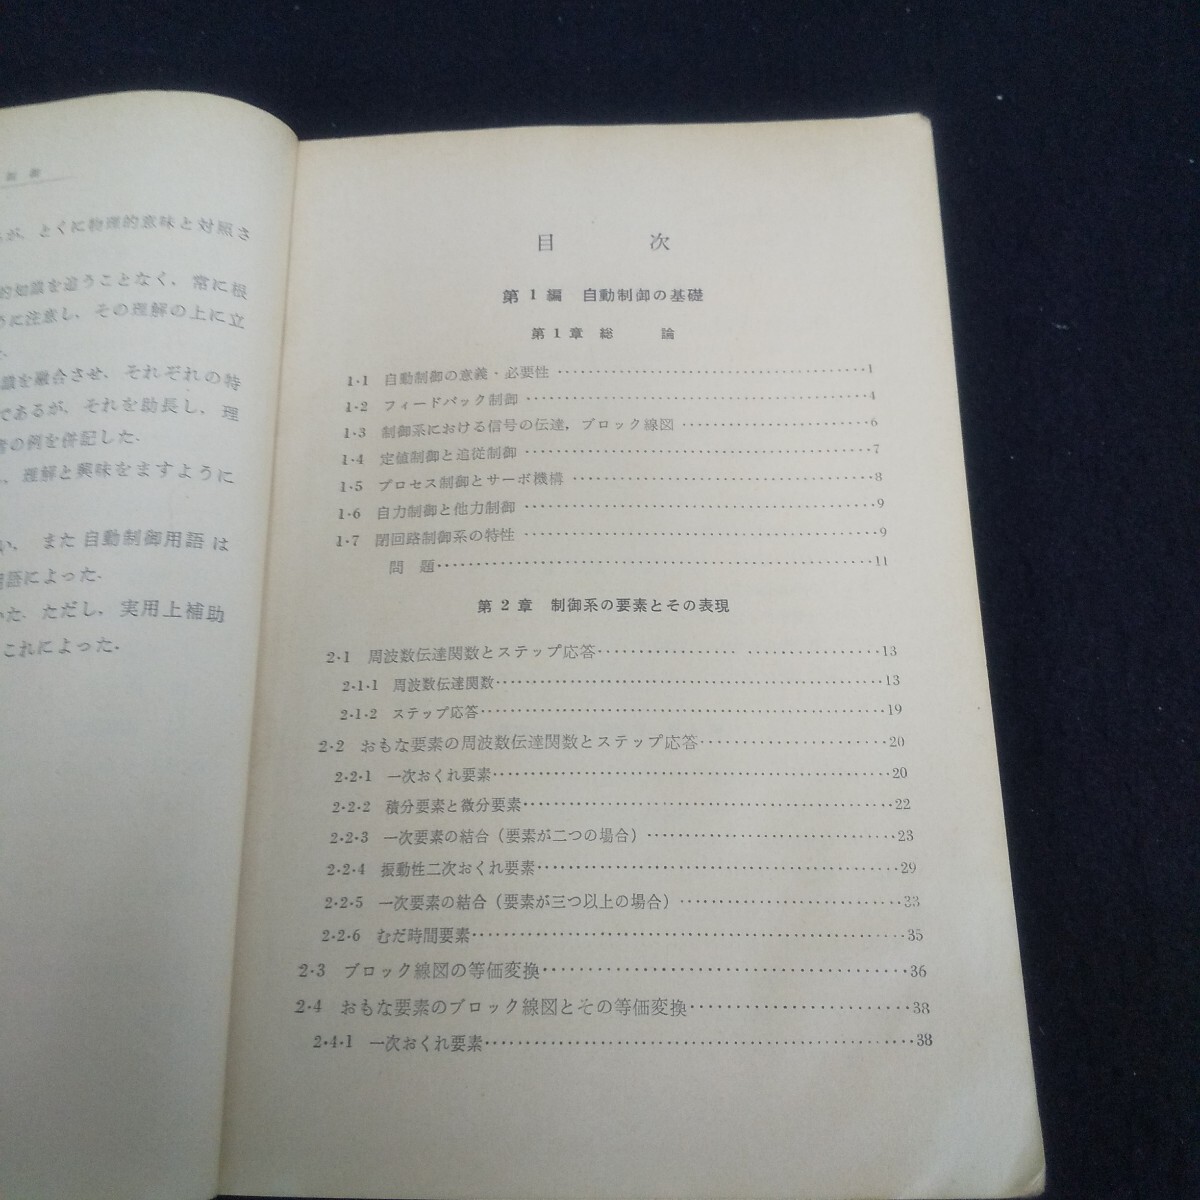 制御
が,とくに物理的意味と対照さ
的知識を追うことなく,常に根
うに注意し,その理解の上に立
識を融合させ,それぞれの特
であるが,それを助長し,理
の例を併記した.
理解と興味をますように
い,また自動制御用語は
用語によった.
いた.ただし,実用上補助
これによった.
目 次
第1編 自動制御の基礎
第1章 総 論
1・1 自動制御の意義・必要性 ……………1
1・2 フィードバック制御 ……………4
1・3 制御系における信号の伝達,ブロック線図 ……………6
1・4 定値制御と追従制御 ……………7
1・5 プロセス制御とサーボ機構 ……………8
1・6 自力制御と他力制御 ……………9
1・7 閉回路制御系の特性 ……………9
問 題……………11
第2章 制御系の要素とその表現
2・1 周波数伝達関数とステップ応答……………13
2・1・1 周波数伝達関数……………13
2・1・2 ステップ応答……………19
2・2 おもな要素の周波数伝達関数とステップ応答……………20
2・2・1 一次おくれ要素……………20
2・2・2 積分要素と微分要素……………22
2・2・3 一次要素の結合(要素が二つの場合)……………23
2・2・4 振動性二次おくれ要素……………29
2・2・5 一次要素の結合(要素が三つ以上の場合)……………33
2・2・6 むだ時間要素……………35
2・3 ブロック線図の等価変換……………36
2・4 おもな要素のブロック線図とその等価変換……………38
2・4・1 一次おくれ要素……………38